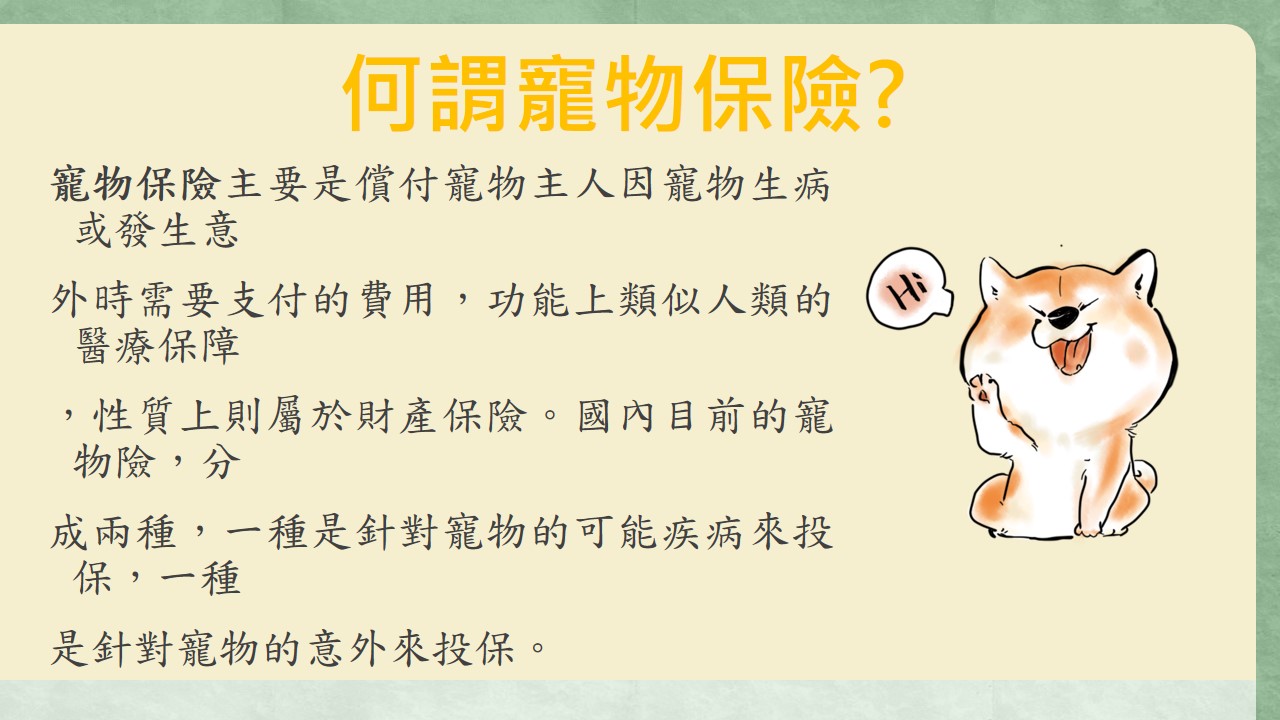 何謂寵物保險?
寵物保險主要是償付寵物主人因寵物生病
或發生意
外時需要支付的費用，功能上類似人類的
醫療保障
，性質上則屬於財產保險。國內目前的寵
物險，分
成兩種，一種是針對寵物的可能疾病來投
保，一種
是針對寵物的意外來投保。
Hi